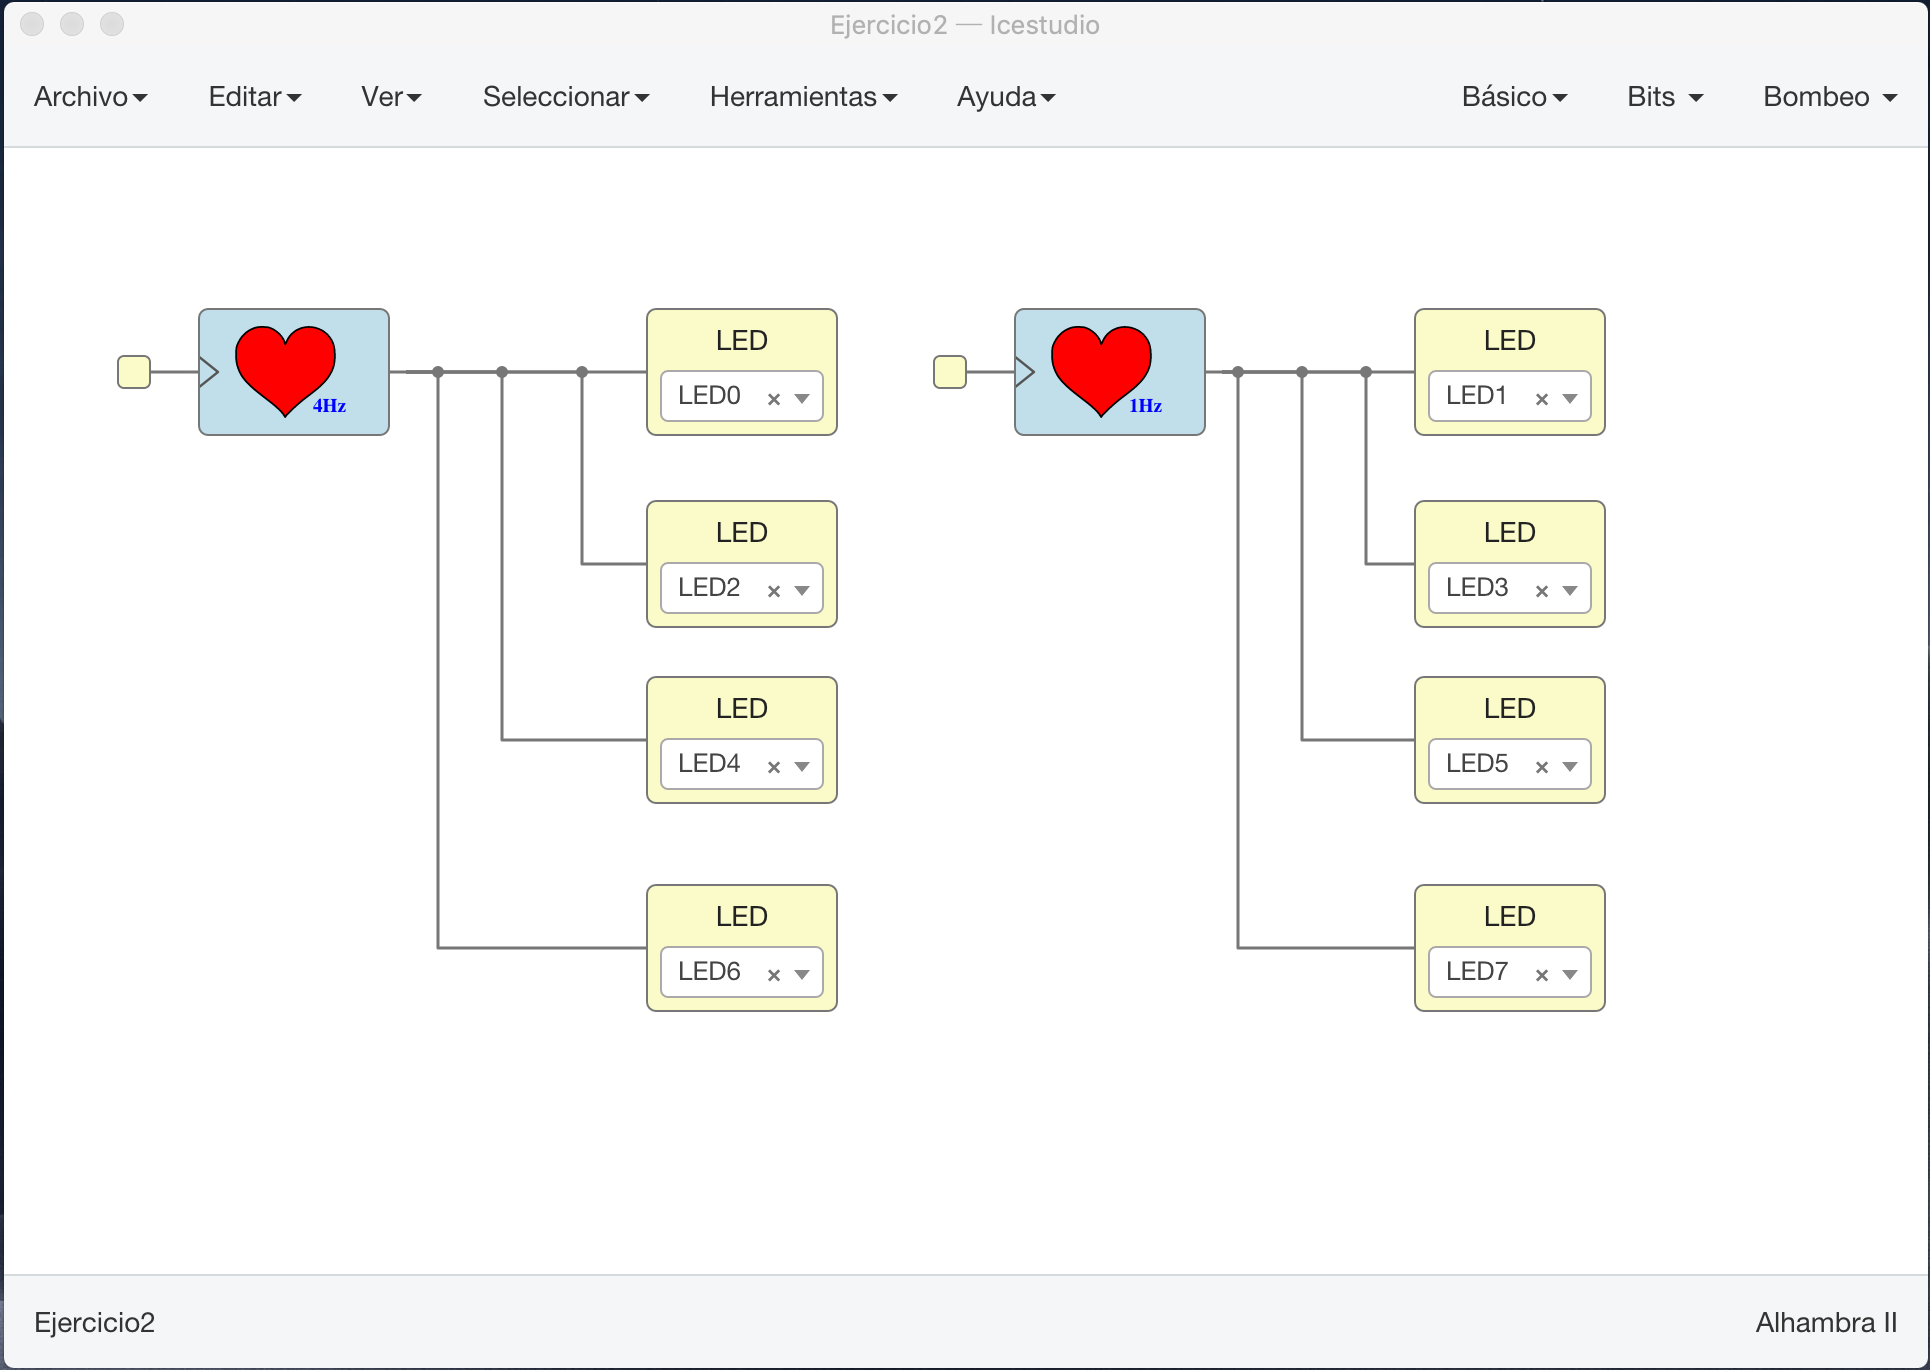 Ejercicio2 — Icestudio
Archivo Editar Ver Seleccionar Herramientas Ayuda Básico Bits Bombeo
4Hz
LED
LED0
LED
LED2
LED
LED4
LED
LED6
1Hz
LED
LED1
LED
LED3
LED
LED5
LED
LED7
Ejercicio2
Alhambra II